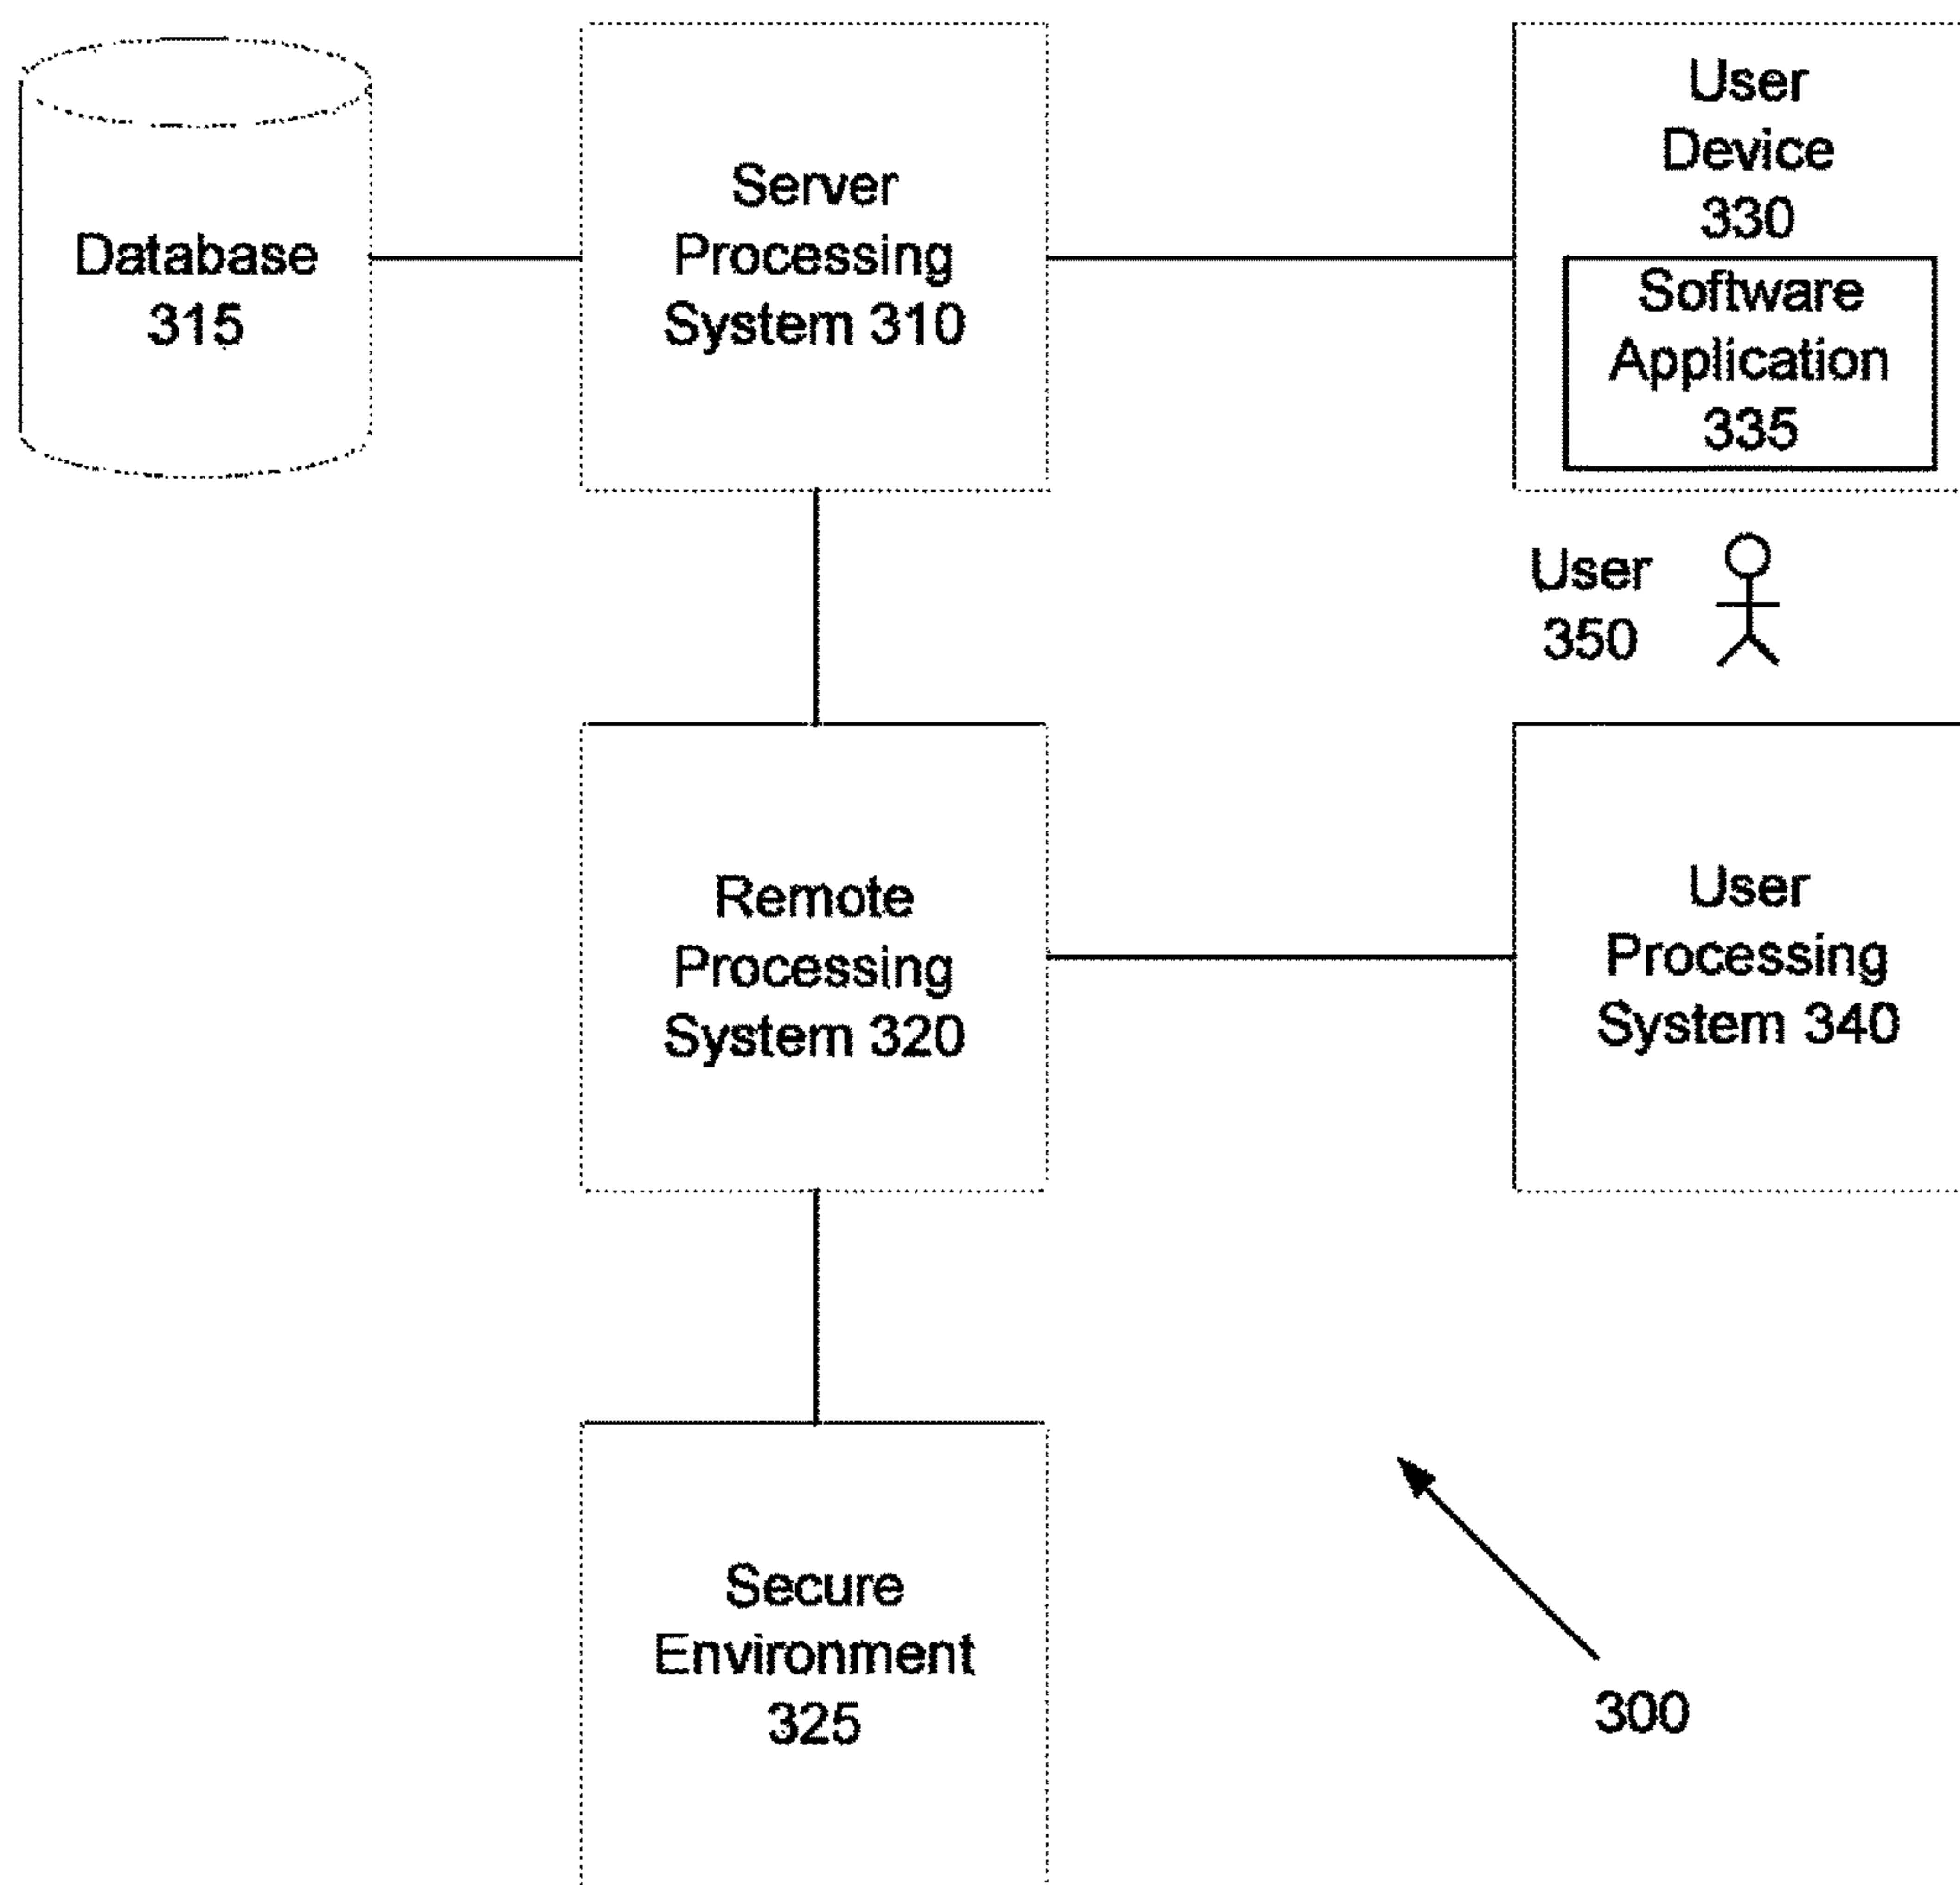 Database
315
Server
Processing
System 310
User
Device
330
Software
Application
335
User
350
Remote
Processing
System 320
User
Processing
System 340
Secure
Environment
325
300